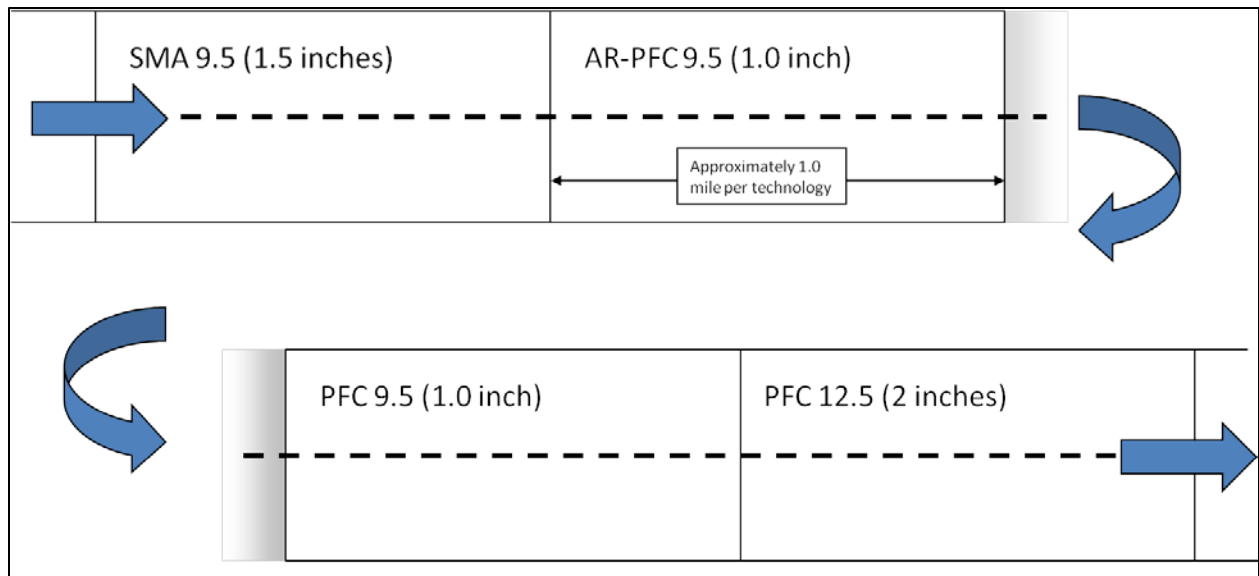 SMA 9.5 (1.5 inches)
AR-PFC 9.5 (1.0 inch)
Approximately 1.0
mile per technology
PFC 9.5 (1.0 inch)
PFC 12.5 (2 inches)